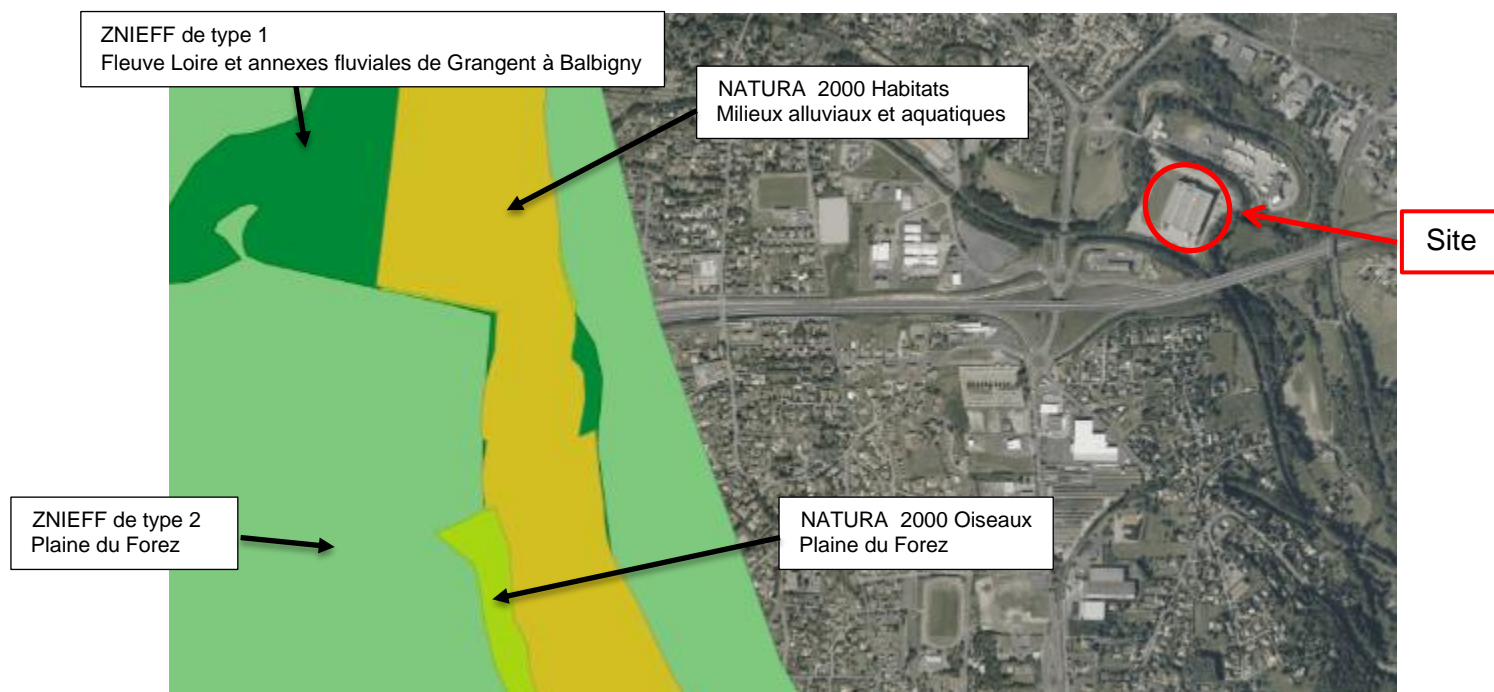 ZNIEFF de type 1
Fleuve Loire et annexes fluviales de Grangent à Balbigny
NATURA 2000 Habitats
Milieux alluviaux et aquatiques
Site
ZNIEFF de type 2
Plaine du Forez
NATURA 2000 Oiseaux
Plaine du Forez